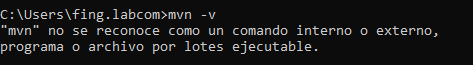 C:\Users\fing.labcom>mvn -v
"mvn" no se reconoce como un comando interno o externo,
programa o archivo por lotes ejecutable.